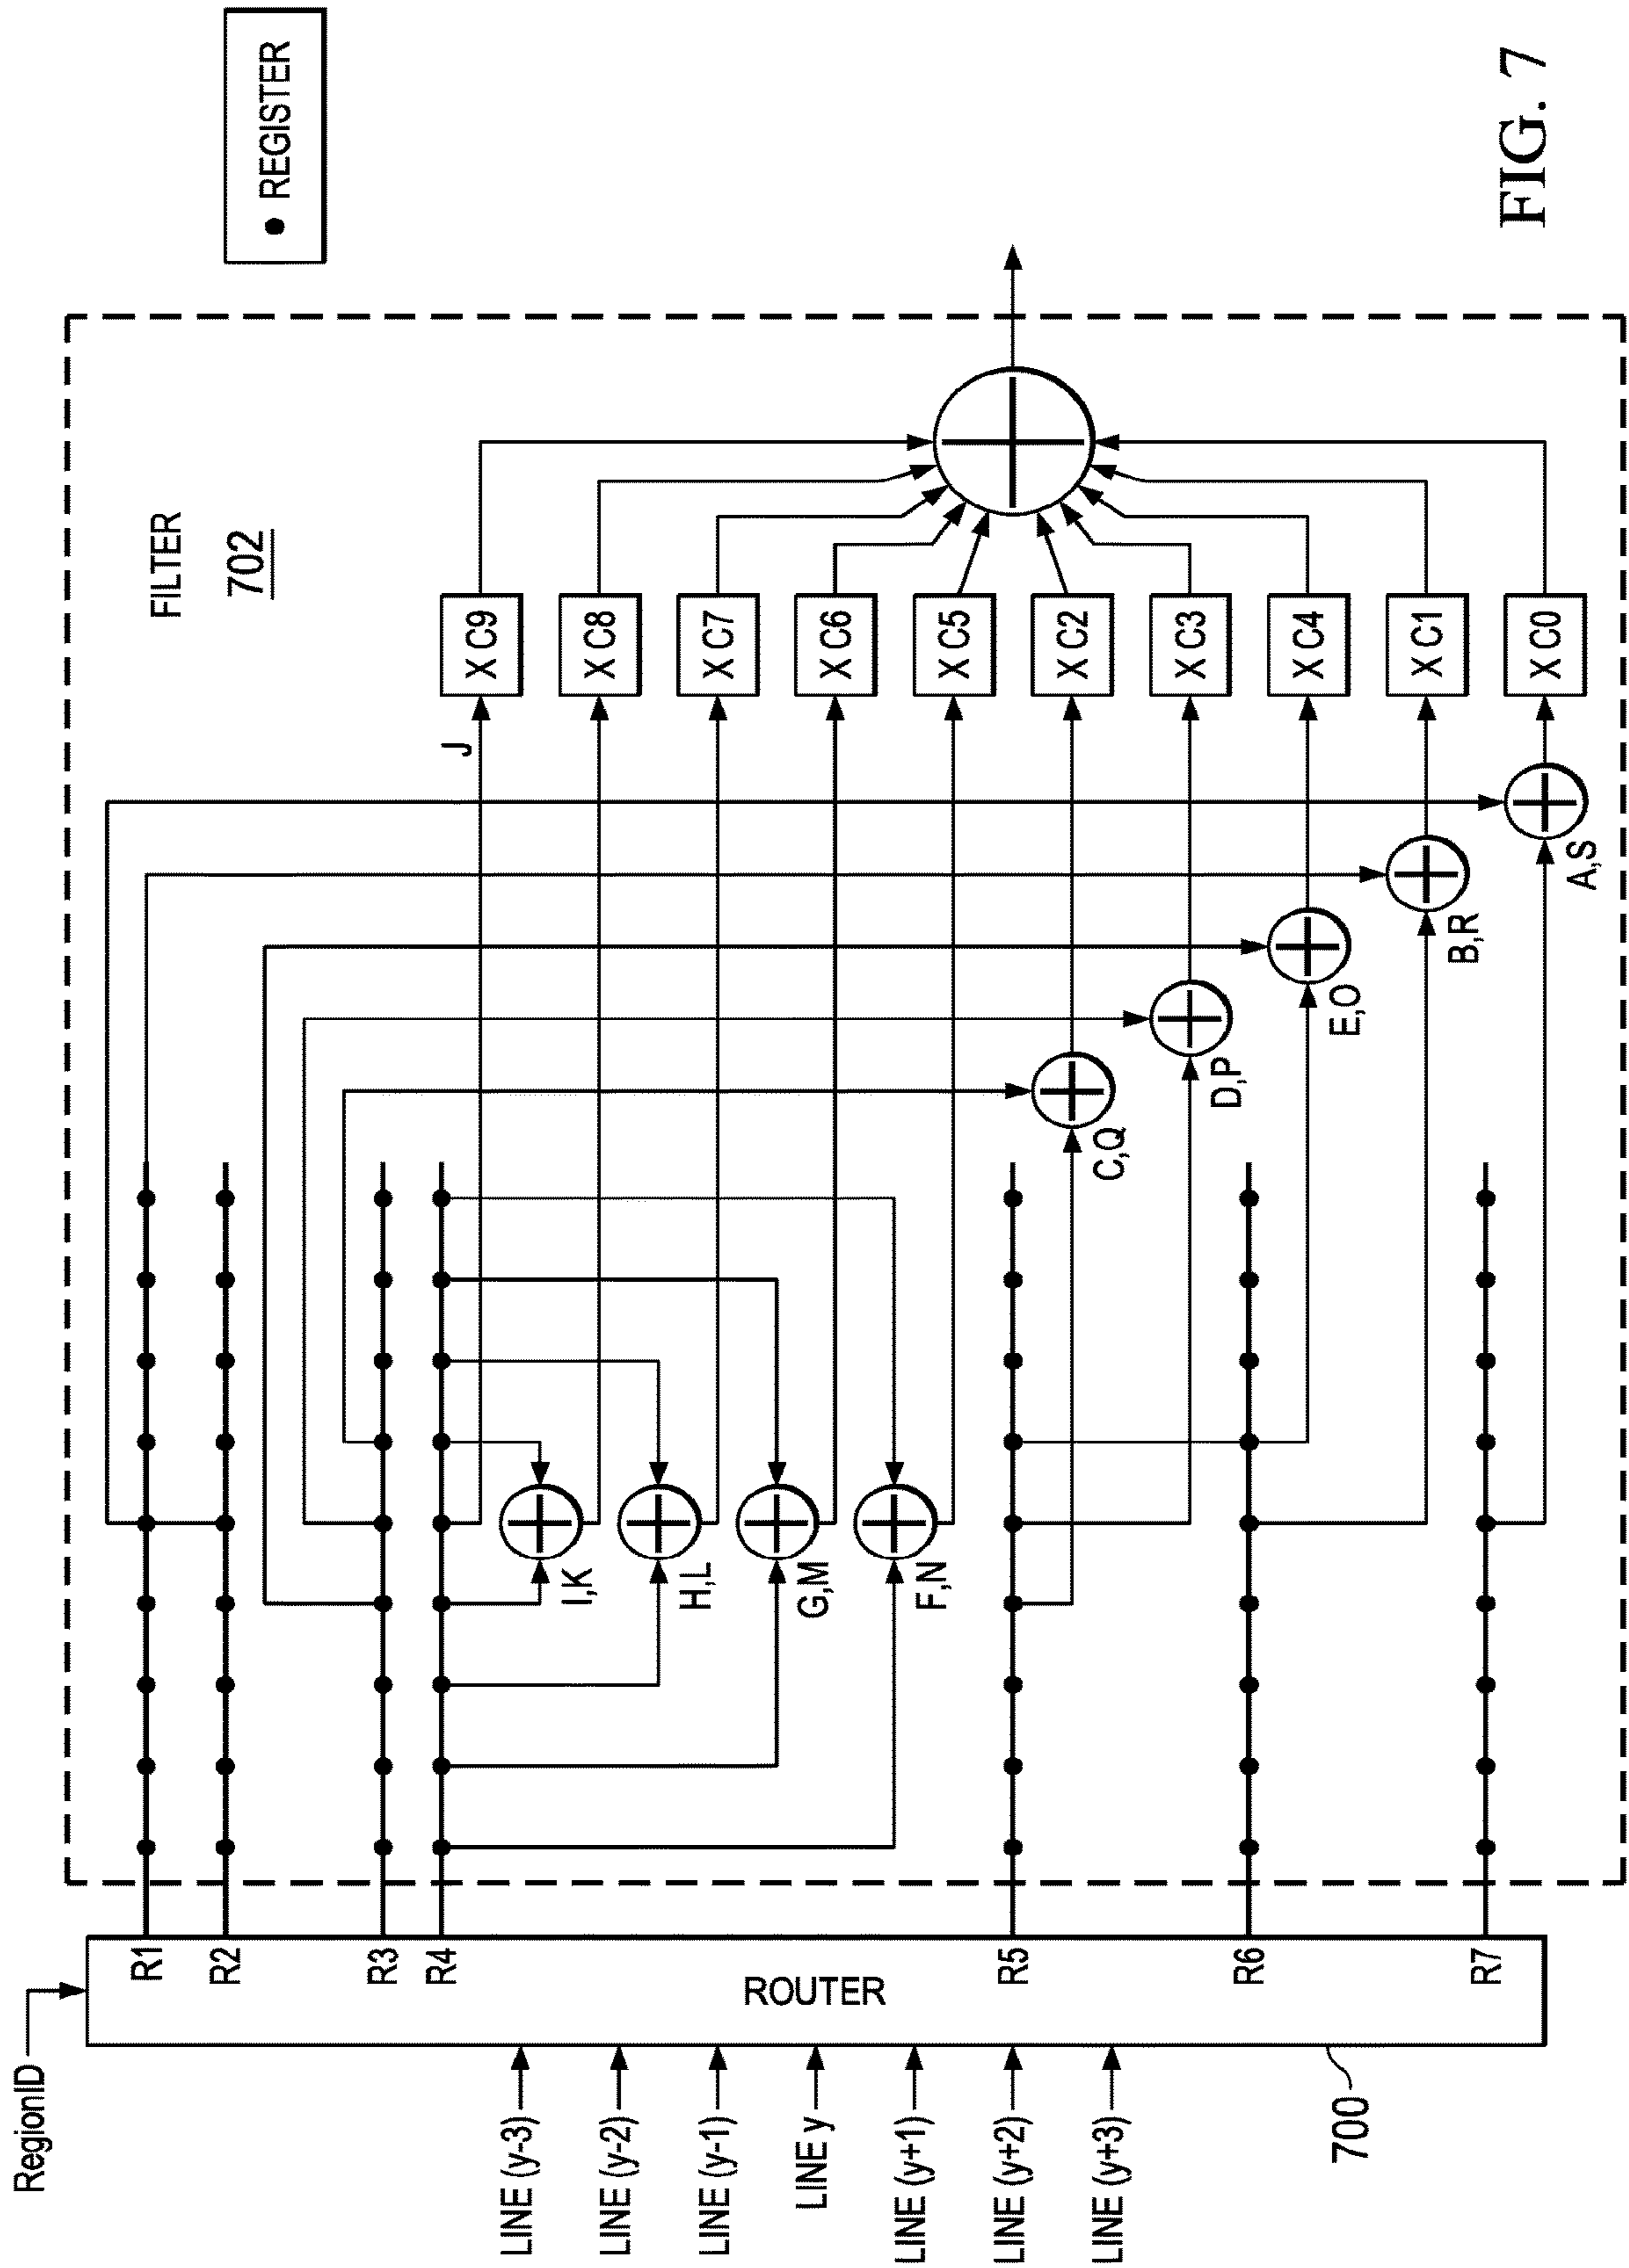 RegionID
LINE (y-3)
LINE (y-2)
LINE (y-1)
LINE y
LINE (y+1)
LINE (y+2)
LINE (y+3)
700
ROUTER
R1
R2
R3
R4
R5
R6
R7
FILTER
702
I,K
H,L
G,M
F,N
C,Q
D,P
E,O
B,R
A,S
J
X C9
X C8
X C7
X C6
X C5
X C2
X C3
X C4
X C1
X C0
REGISTER
FIG. 7